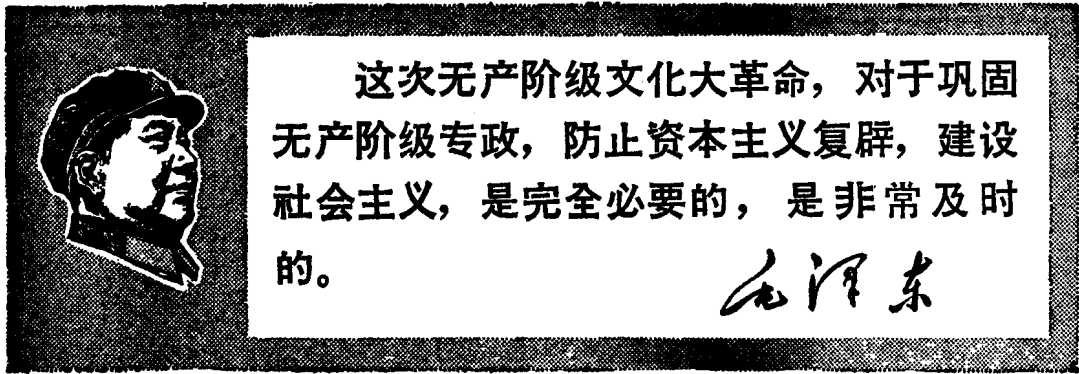 这次无产阶级文化大革命，对于巩固
无产阶级专政，防止资本主义复辟，建设
社会主义，是完全必要的，是非常及时
的。
毛泽东